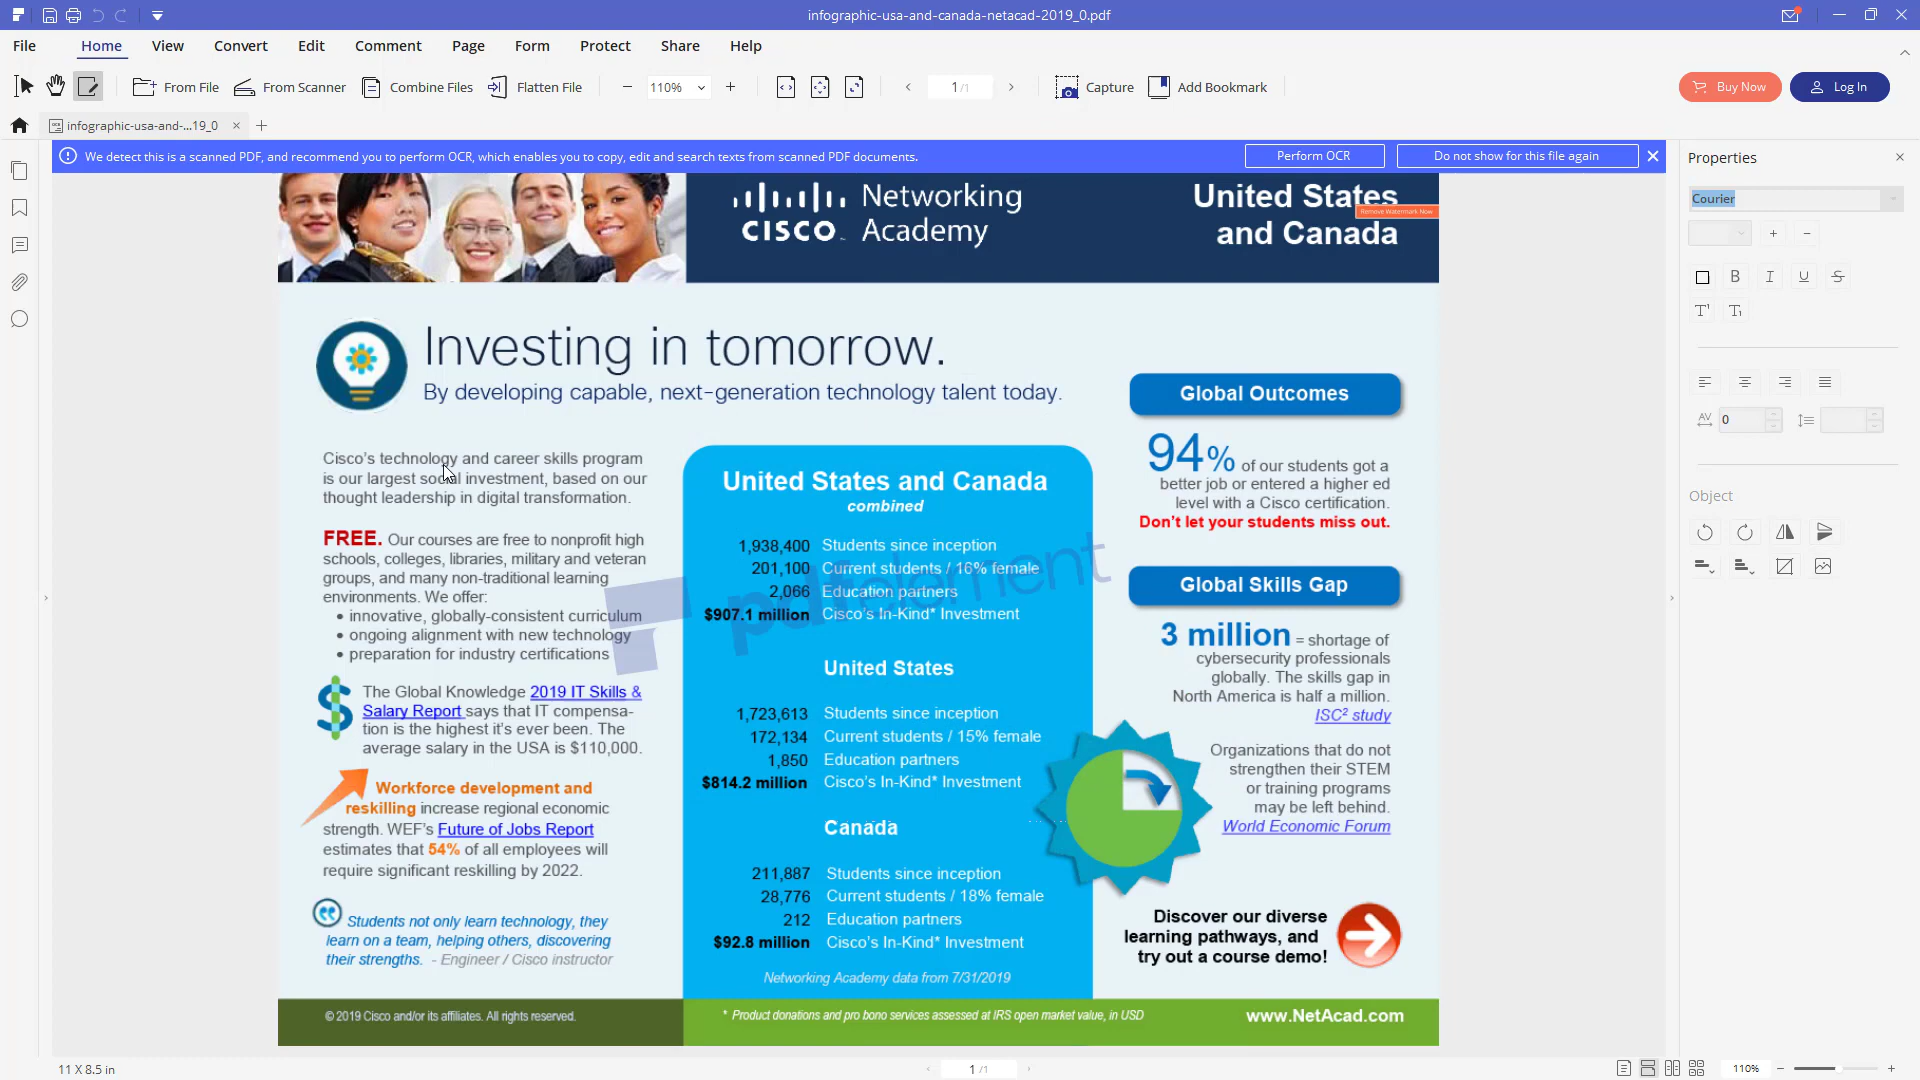 infographic-usa-and-canada-netacad-2019_0.pdf
File Home View Convert Edit Comment Page Form Protect Share Help
From File From Scanner Combine Files Flatten File 110% 1 /1 Capture Add Bookmark Buy Now Log In
infographic-usa-and-...19_0
We detect this is a scanned PDF, and recommend you to perform OCR, which enables you to copy, edit and search texts from scanned PDF documents. Perform OCR Do not show for this file again
Properties
Courier
0
Object
CISCO Networking
Academy
United States
and Canada
Remove Watermark Now
Investing in tomorrow.
By developing capable, next-generation technology talent today.
Cisco's technology and career skills program
is our largest social investment, based on our
thought leadership in digital transformation.
FREE. Our courses are free to nonprofit high
schools, colleges, libraries, military and veteran
groups, and many non-traditional learning
environments. We offer:
• innovative, globally-consistent curriculum
• ongoing alignment with new technology
• preparation for industry certifications
The Global Knowledge 2019 IT Skills &
Salary Report says that IT compensa-
tion is the highest it's ever been. The
average salary in the USA is $110,000.
Workforce development and
reskilling increase regional economic
strength. WEF's Future of Jobs Report
estimates that 54% of all employees will
require significant reskilling by 2022.
Students not only learn technology, they
learn on a team, helping others, discovering
their strengths. - Engineer / Cisco instructor
United States and Canada
combined
1,938,400 Students since inception
201,100 Current students / 16% female
2,066 Education partners
$907.1 million Cisco's In-Kind* Investment
pdfelement
United States
1,723,613 Students since inception
172,134 Current students / 15% female
1,850 Education partners
$814.2 million Cisco's In-Kind* Investment
Canada
211,887 Students since inception
28,776 Current students / 18% female
212 Education partners
$92.8 million Cisco's In-Kind* Investment
Networking Academy data from 7/31/2019
Global Outcomes
94% of our students got a
better job or entered a higher ed
level with a Cisco certification.
Don't let your students miss out.
Global Skills Gap
3 million = shortage of
cybersecurity professionals
globally. The skills gap in
North America is half a million.
ISC² study
Organizations that do not
strengthen their STEM
or training programs
may be left behind.
World Economic Forum
Discover our diverse
learning pathways, and
try out a course demo!
© 2019 Cisco and/or its affiliates. All rights reserved.
* Product donations and pro bono services assessed at IRS open market value, in USD
www.NetAcad.com
11 X 8.5 in 1 /1 110%